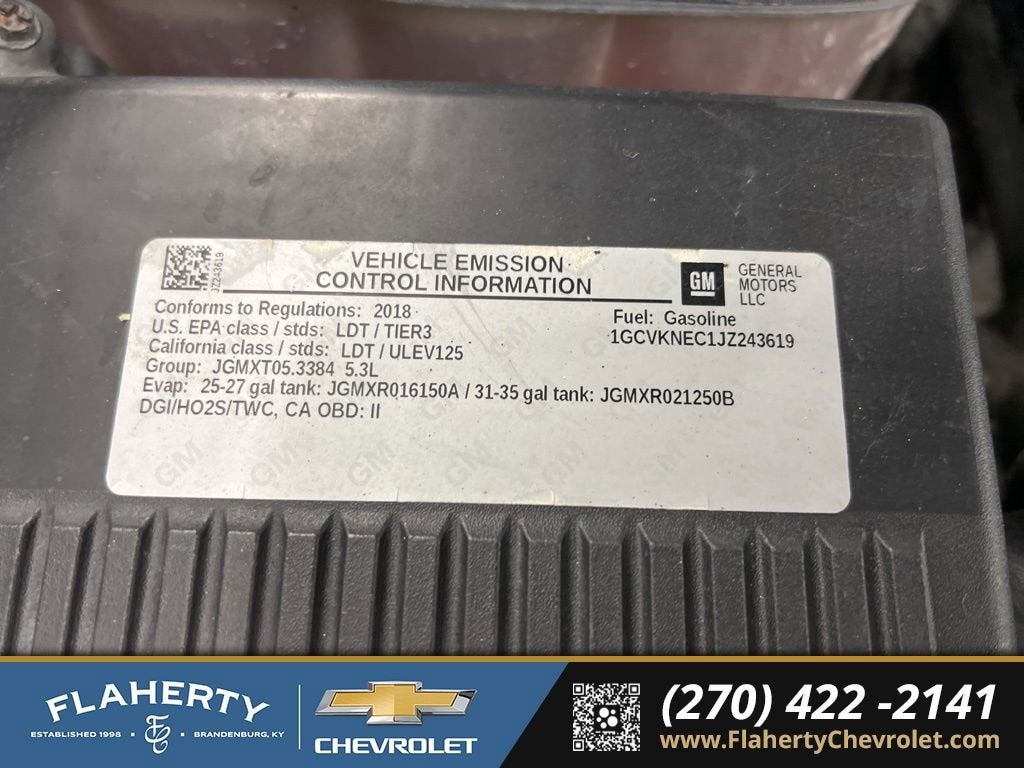 VEHICLE EMISSION
CONTROL INFORMATION
JZ243619
GM
GENERAL
MOTORS
LLC
Conforms to Regulations: 2018
U.S. EPA class / stds: LDT / TIER3
California class / stds: LDT / ULEV125
Group: JGMXT05.3384 5.3L
Evap: 25-27 gal tank: JGMXR016150A / 31-35 gal tank: JGMXR021250B
DGI/HO2S/TWC, CA OBD: II
Fuel: Gasoline
1GCVKNEC1JZ243619
FLAHERTY
ESTABLISHED 1998 • BRANDENBURG, KY
CHEVROLET
(270) 422 -2141
www.FlahertyChevrolet.com